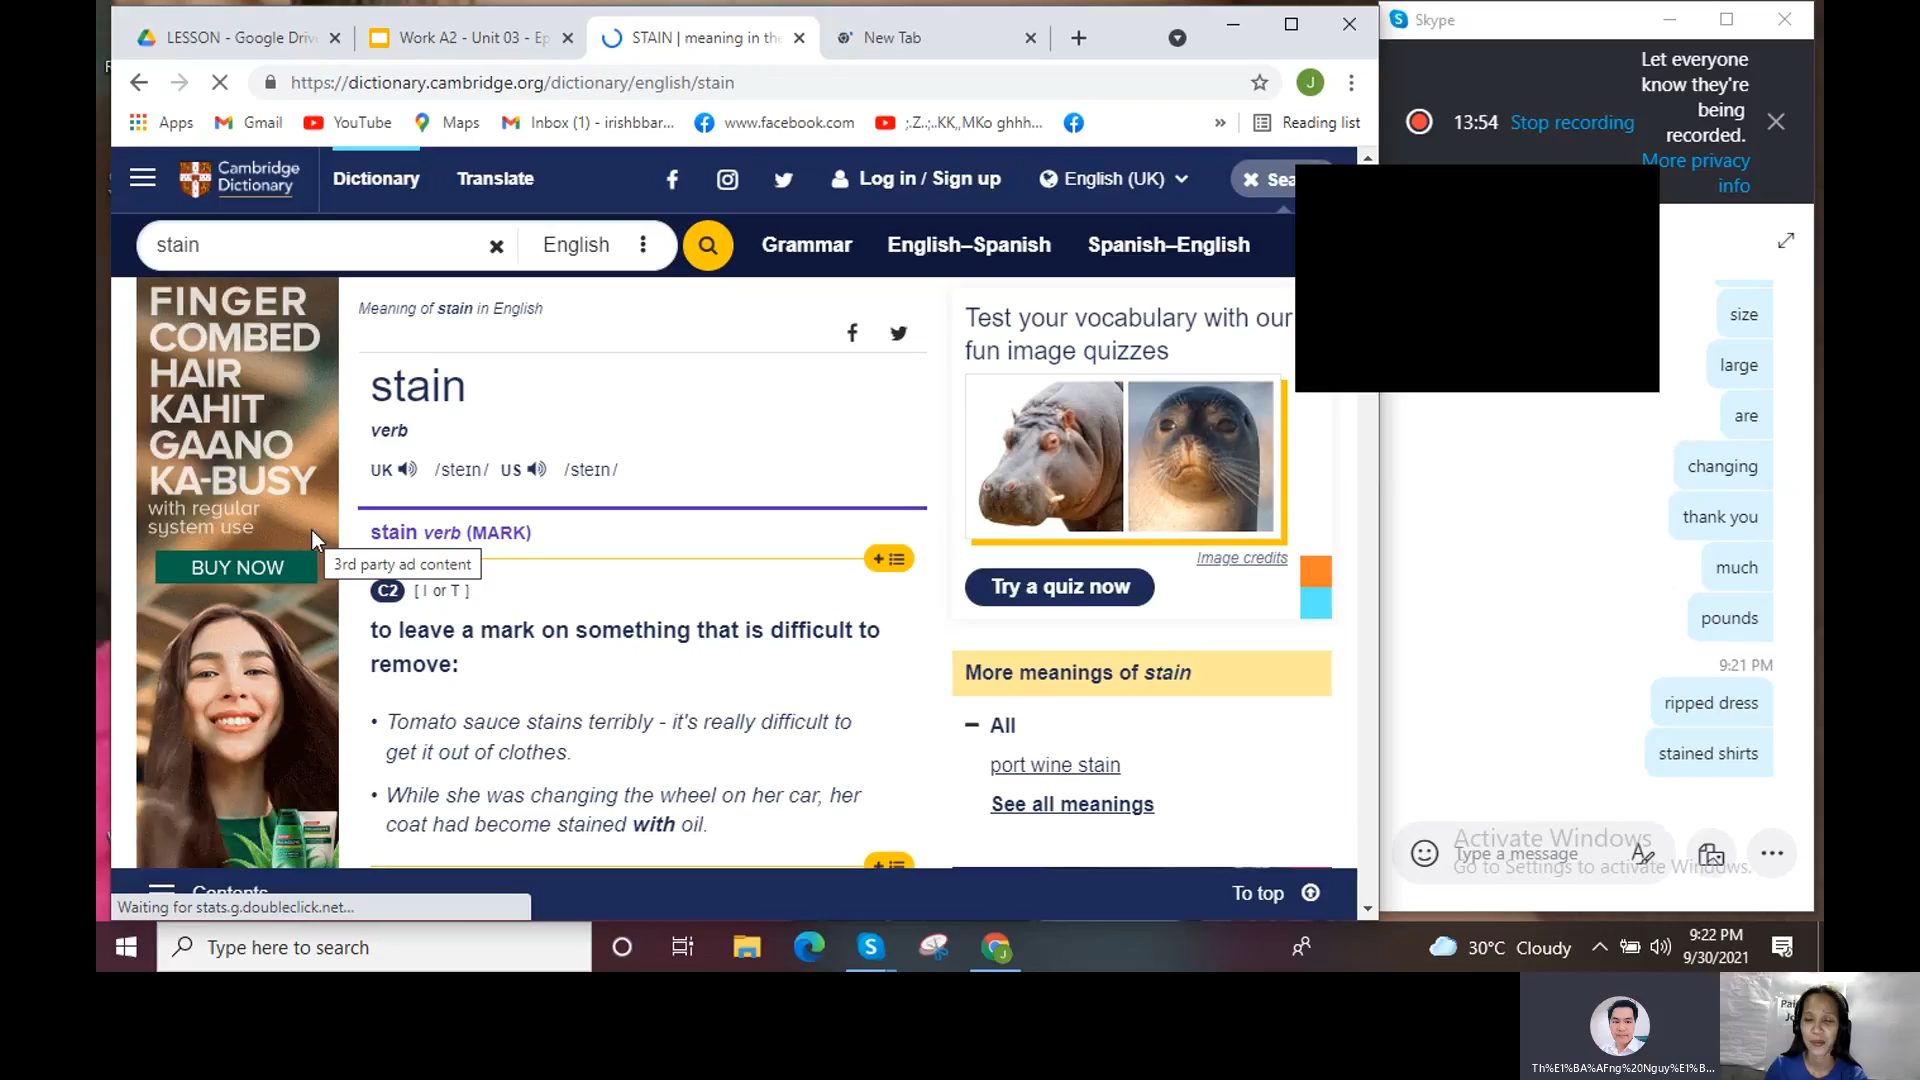 LESSON - Google Driv
Work A2 - Unit 03 - Ep
STAIN | meaning in the
New Tab
Skype
https://dictionary.cambridge.org/dictionary/english/stain
J
Apps
Gmail
YouTube
Maps
Inbox (1) - irishbbar...
www.facebook.com
;.Z..;..KK,,MKo ghhh...
»
Reading list
Let everyone
know they're
being
recorded.
More privacy
info
13:54
Stop recording
Cambridge
Dictionary
Dictionary
Translate
Log in / Sign up
English (UK)
Sea
stain
English
Grammar
English–Spanish
Spanish–English
FINGER
COMBED
HAIR
KAHIT
GAANO
KA-BUSY
with regular
system use
BUY NOW
3rd party ad content
Meaning of stain in English
stain
verb
UK /steɪn/ US /steɪn/
stain verb (MARK)
C2 [ I or T ]
to leave a mark on something that is difficult to
remove:
• Tomato sauce stains terribly - it's really difficult to
get it out of clothes.
• While she was changing the wheel on her car, her
coat had become stained with oil.
Test your vocabulary with our
fun image quizzes
Image credits
Try a quiz now
More meanings of stain
All
port wine stain
See all meanings
Contents
To top
Waiting for stats.g.doubleclick.net...
size
large
are
changing
thank you
much
pounds
9:21 PM
ripped dress
stained shirts
Type a message
Activate Windows
Go to Settings to activate Windows.
Type here to search
30°C Cloudy
9:22 PM
9/30/2021
Th%E1%BA%AFng%20Nguy%E1%B...